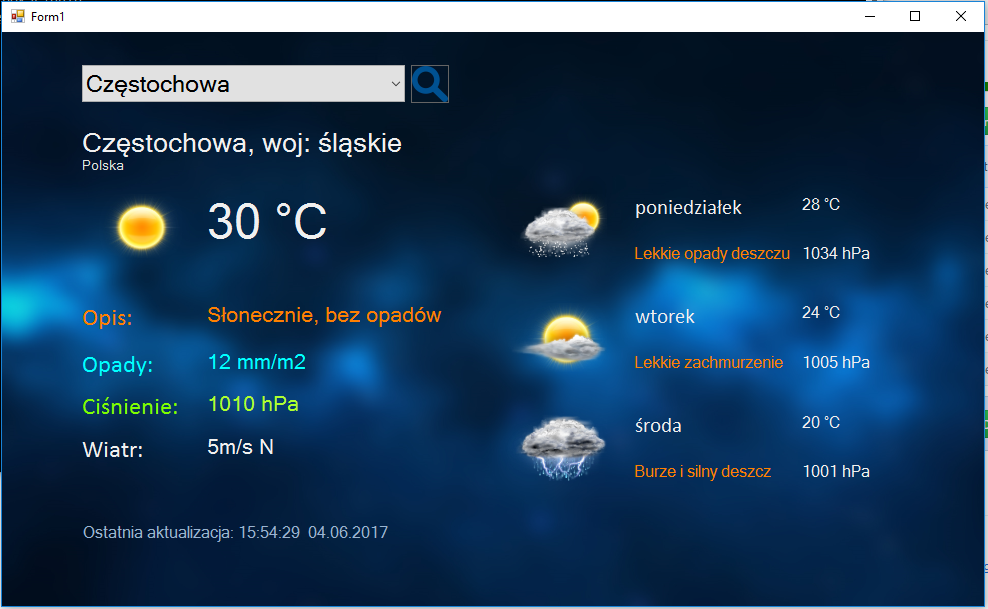 Form1
Częstochowa
Częstochowa, woj: śląskie
Polska
30 °C
Opis: Słonecznie, bez opadów
Opady: 12 mm/m2
Ciśnienie: 1010 hPa
Wiatr: 5m/s N
poniedziałek 28 °C
Lekkie opady deszczu 1034 hPa
wtorek 24 °C
Lekkie zachmurzenie 1005 hPa
środa 20 °C
Burze i silny deszcz 1001 hPa
Ostatnia aktualizacja: 15:54:29 04.06.2017